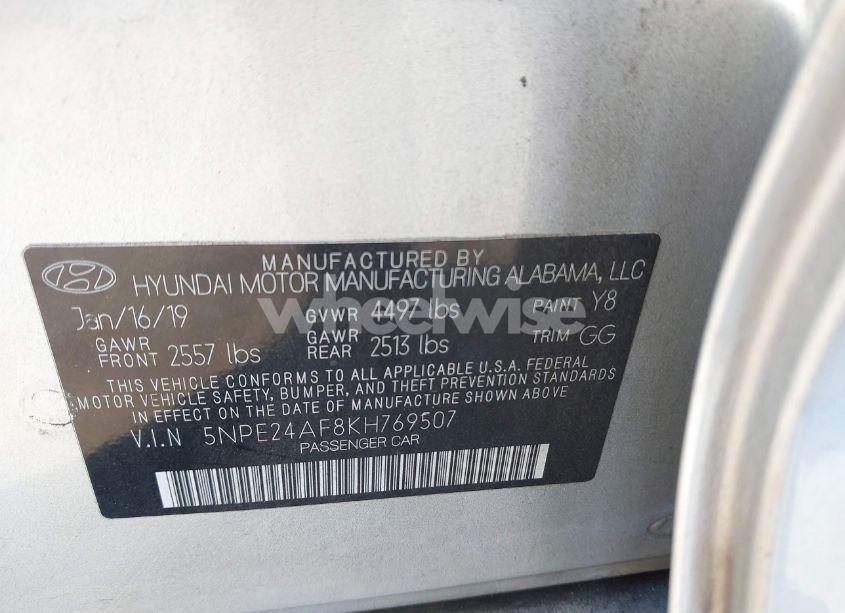 MANUFACTURED BY
HYUNDAI MOTOR MANUFACTURING ALABAMA, LLC
Jan/16/19 GVWR 4497 lbs PAINT Y8
GAWR FRONT 2557 lbs GAWR REAR 2513 lbs TRIM GG
THIS VEHICLE CONFORMS TO ALL APPLICABLE U.S.A. FEDERAL
MOTOR VEHICLE SAFETY, BUMPER, AND THEFT PREVENTION STANDARDS
IN EFFECT ON THE DATE OF MANUFACTURE SHOWN ABOVE
V.I.N 5NPE24AF8KH769507
PASSENGER CAR
wheelwise